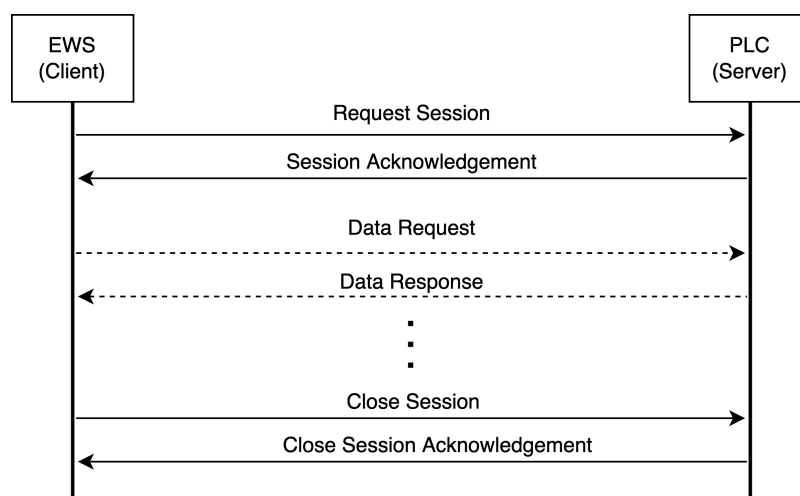 EWS
(Client)
PLC
(Server)
Request Session
Session Acknowledgement
Data Request
Data Response
Close Session
Close Session Acknowledgement